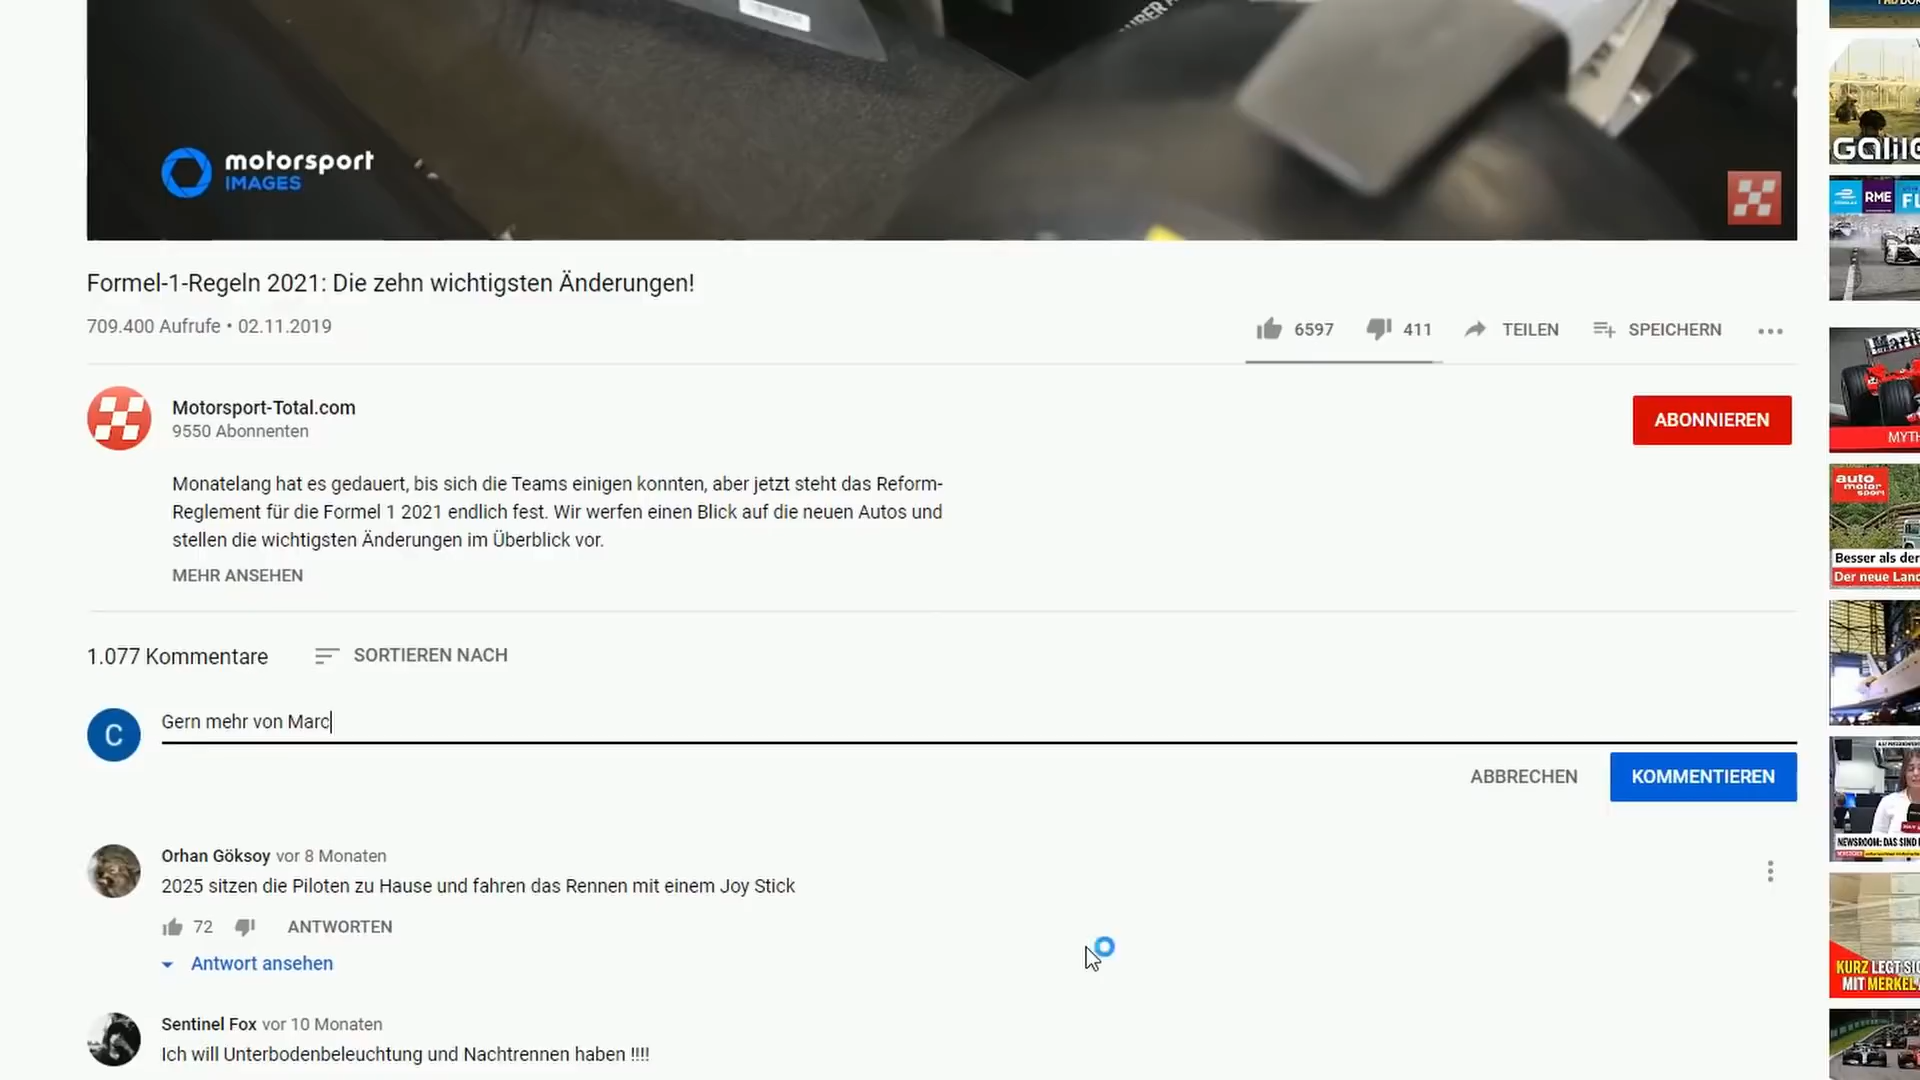 motorsport
IMAGES
Formel-1-Regeln 2021: Die zehn wichtigsten Änderungen!
709.400 Aufrufe • 02.11.2019
6597
411
TEILEN
SPEICHERN
Motorsport-Total.com
9550 Abonnenten
ABONNIEREN
Monatelang hat es gedauert, bis sich die Teams einigen konnten, aber jetzt steht das Reform-
Reglement für die Formel 1 2021 endlich fest. Wir werfen einen Blick auf die neuen Autos und
stellen die wichtigsten Änderungen im Überblick vor.
MEHR ANSEHEN
1.077 Kommentare
SORTIEREN NACH
C
Gern mehr von Marc
ABBRECHEN
KOMMENTIEREN
Orhan Göksoy vor 8 Monaten
2025 sitzen die Piloten zu Hause und fahren das Rennen mit einem Joy Stick
72
ANTWORTEN
Antwort ansehen
Sentinel Fox vor 10 Monaten
Ich will Unterbodenbeleuchtung und Nachtrennen haben !!!!
RME
auto
motor
sport
Besser als der
Der neue Land
NEWSROOM: DAS SIND
KURZ LEGT
MIT MERKEL